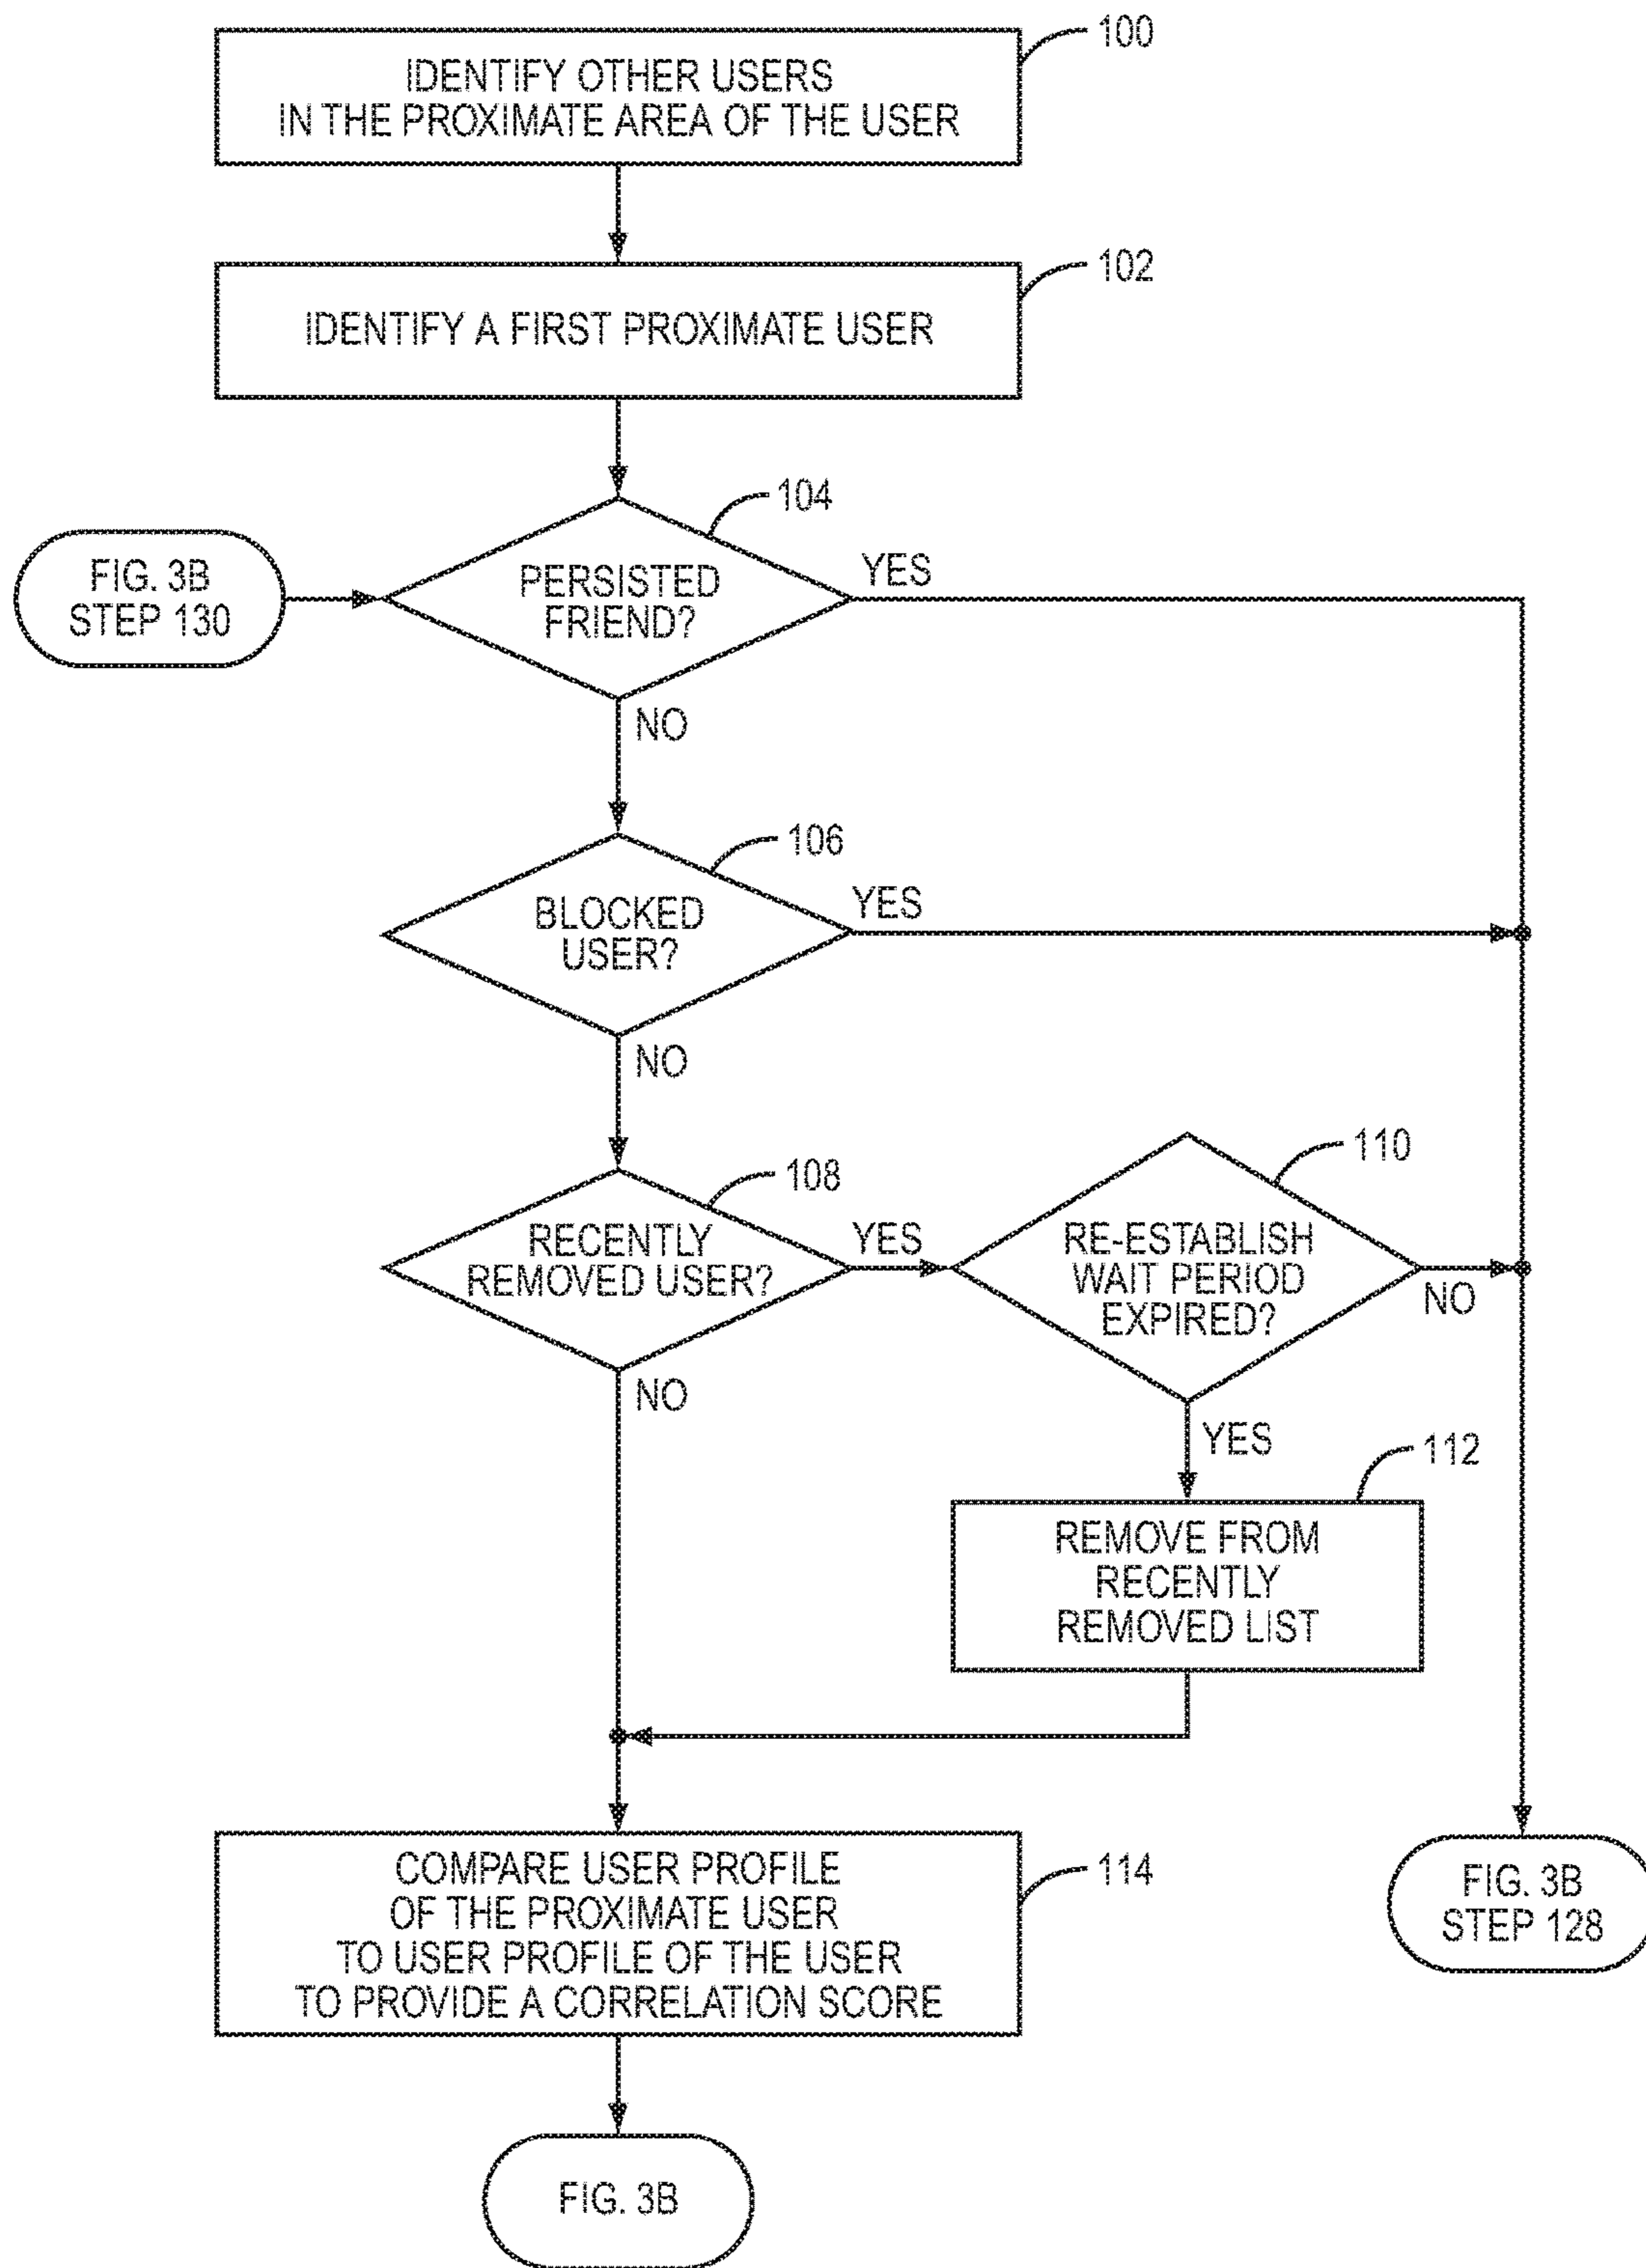 100
IDENTIFY OTHER USERS
IN THE PROXIMATE AREA OF THE USER
102
IDENTIFY A FIRST PROXIMATE USER
104
FIG. 3B
STEP 130
PERSISTED
FRIEND?
YES
NO
106
BLOCKED
USER?
YES
NO
108
RECENTLY
REMOVED USER?
YES
110
RE-ESTABLISH
WAIT PERIOD
EXPIRED?
NO
NO
YES
112
REMOVE FROM
RECENTLY
REMOVED LIST
114
COMPARE USER PROFILE
OF THE PROXIMATE USER
TO USER PROFILE OF THE USER
TO PROVIDE A CORRELATION SCORE
FIG. 3B
STEP 128
FIG. 3B